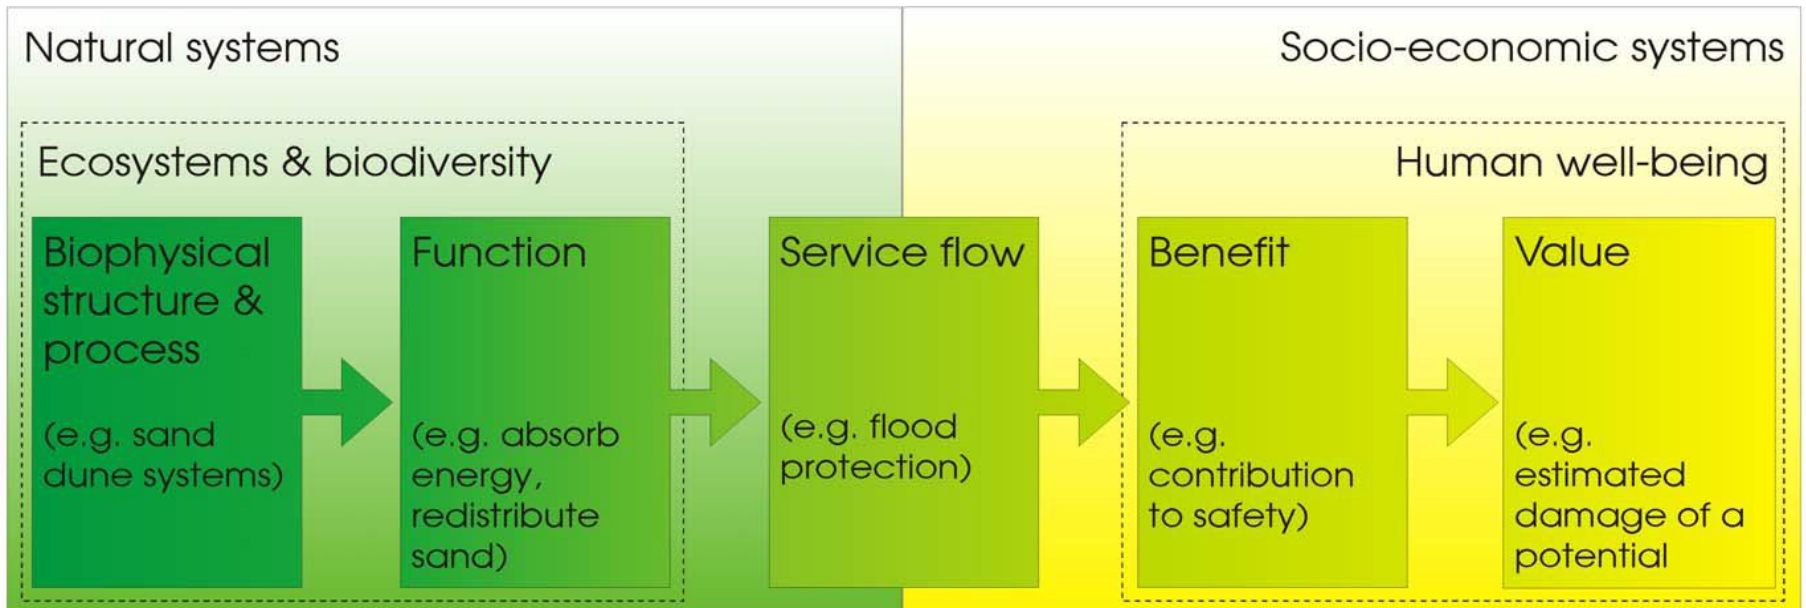 Natural systems
Socio-economic systems
Ecosystems & biodiversity
Human well-being
Biophysical
structure &
process
(e.g. sand
dune systems)
Function
(e.g. absorb
energy,
redistribute
sand)
Service flow
(e.g. flood
protection)
Benefit
(e.g.
contribution
to safety)
Value
(e.g.
estimated
damage of a
potential